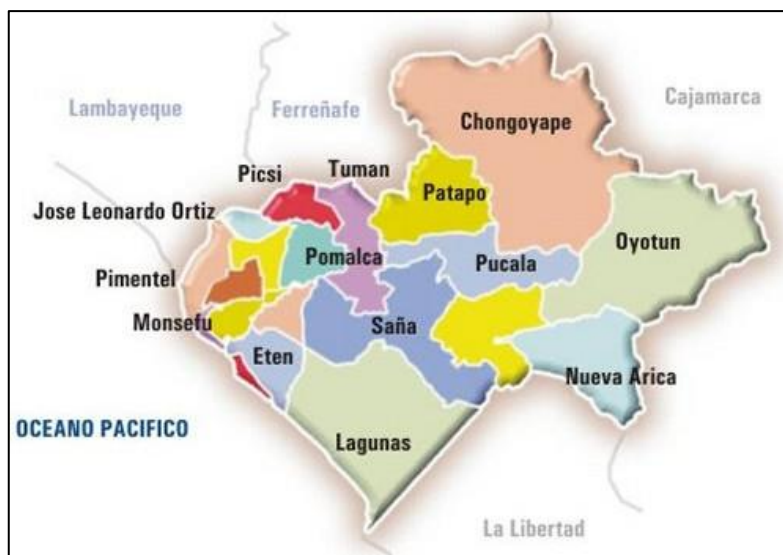 Lambayeque
Ferreñafe
Cajamarca
Chongoyape
Picsi
Tuman
Patapo
Jose Leonardo Ortiz
Oyotun
Pomalca
Pucala
Pimentel
Monsefu
Saña
Eten
Nueva Arica
OCEANO PACIFICO
Lagunas
La Libertad